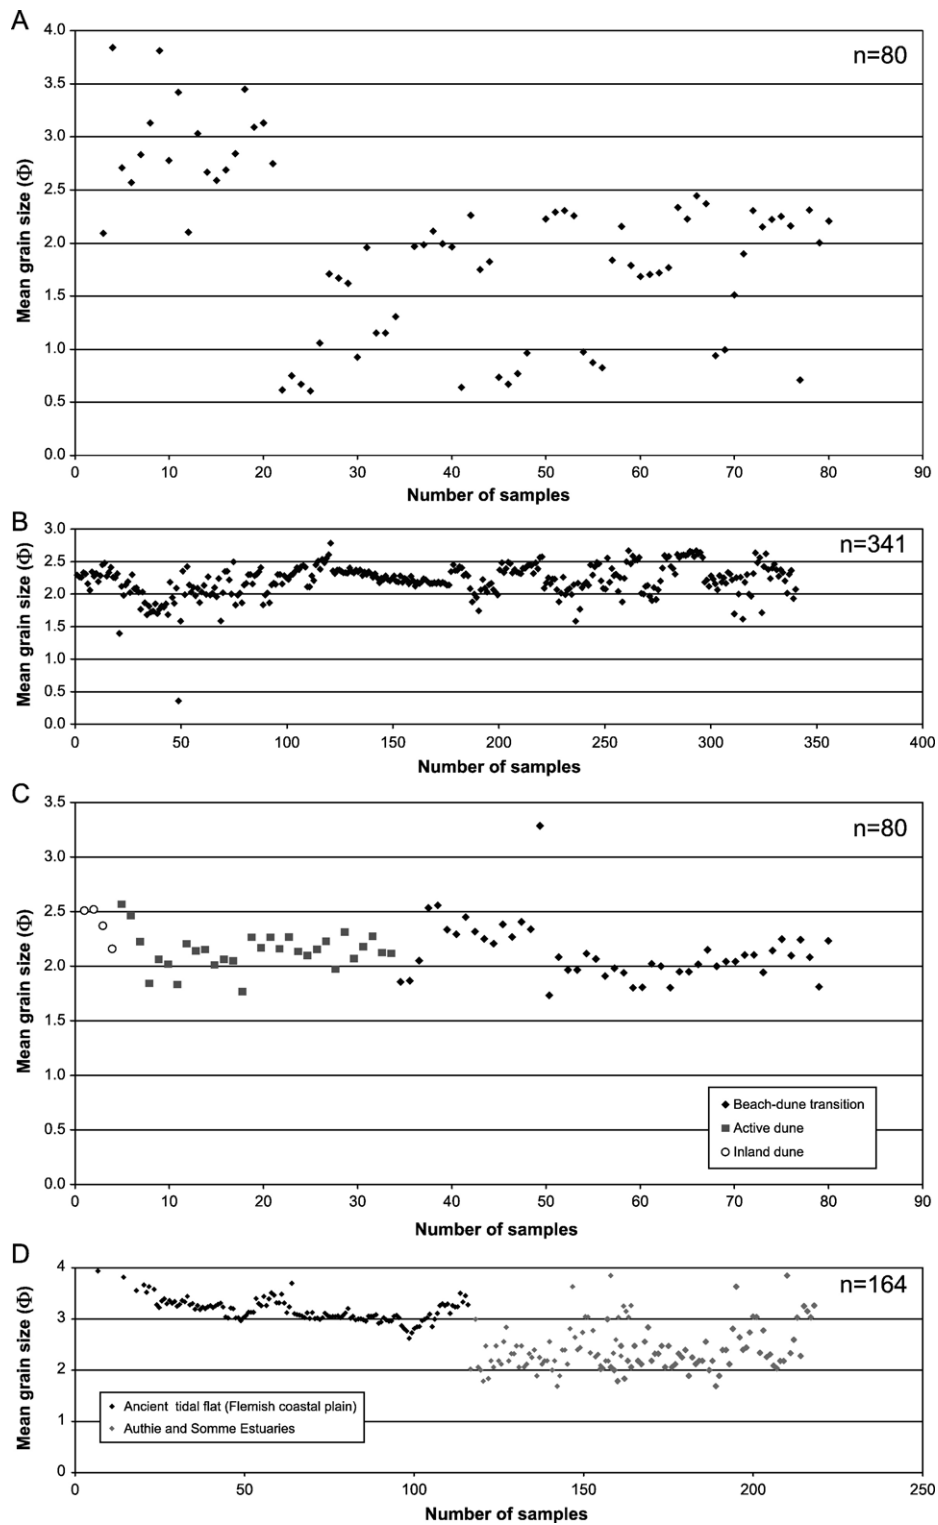 A
n=80
Mean grain size (Φ)
4.0
3.5
3.0
2.5
2.0
1.5
1.0
0.5
0.0
0 10 20 30 40 50 60 70 80 90
Number of samples
B
n=341
Mean grain size (Φ)
3.0
2.5
2.0
1.5
1.0
0.5
0.0
0 50 100 150 200 250 300 350 400
Number of samples
C
n=80
Mean grain size (Φ)
3.5
3.0
2.5
2.0
1.5
1.0
0.5
0.0
Beach-dune transition
Active dune
Inland dune
0 10 20 30 40 50 60 70 80 90
Number of samples
D
n=164
Mean grain size (Φ)
4
3
2
1
0
Ancient tidal flat (Flemish coastal plain)
Authie and Somme Estuaries
50 100 150 200 250
Number of samples